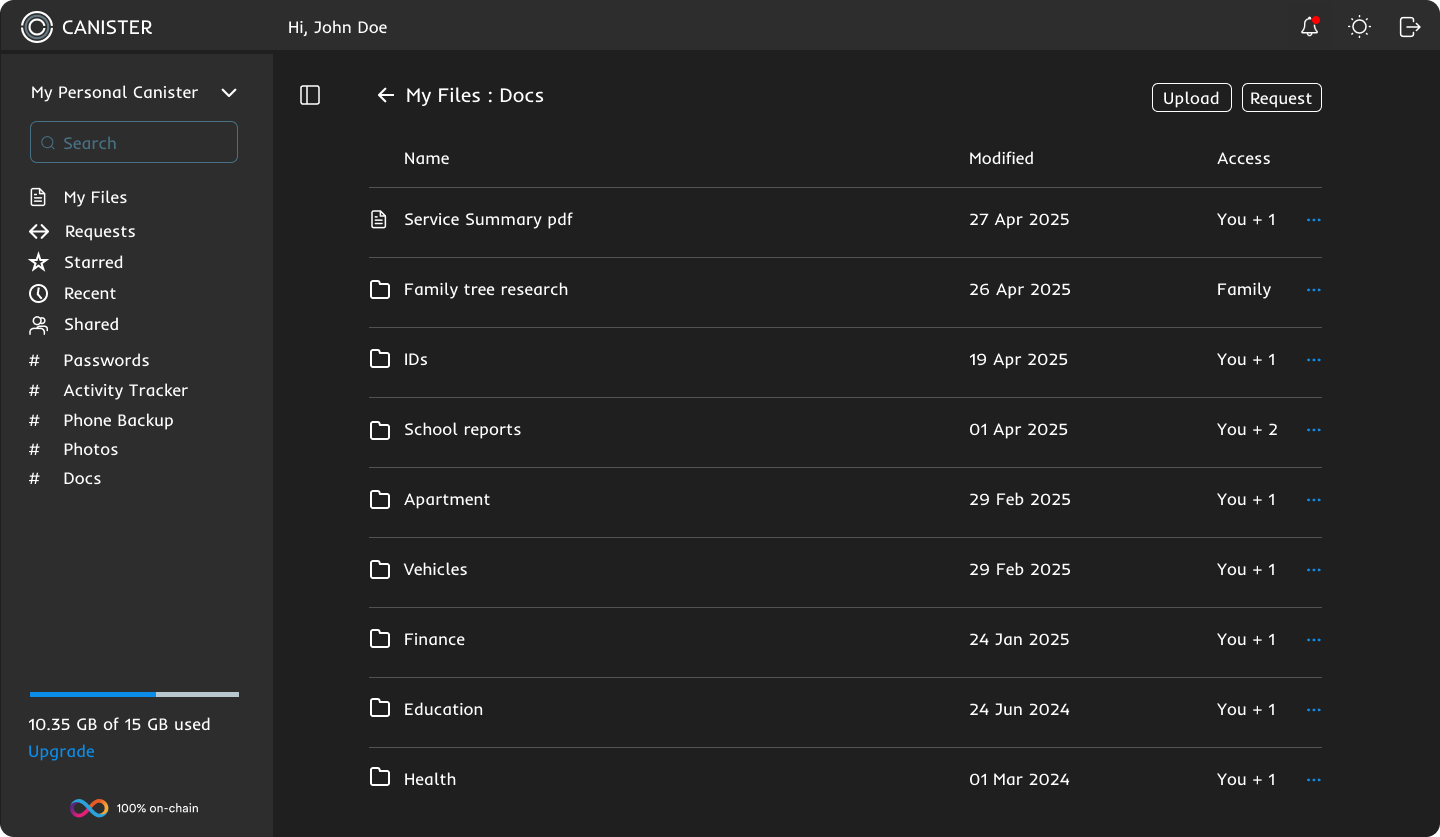 CANISTER
Hi, John Doe
My Personal Canister
Search
My Files
Requests
Starred
Recent
Shared
# Passwords
# Activity Tracker
# Phone Backup
# Photos
# Docs
10.35 GB of 15 GB used
Upgrade
100% on-chain
My Files : Docs
Upload Request
Name Modified Access
Service Summary pdf 27 Apr 2025 You + 1
Family tree research 26 Apr 2025 Family
IDs 19 Apr 2025 You + 1
School reports 01 Apr 2025 You + 2
Apartment 29 Feb 2025 You + 1
Vehicles 29 Feb 2025 You + 1
Finance 24 Jan 2025 You + 1
Education 24 Jun 2024 You + 1
Health 01 Mar 2024 You + 1